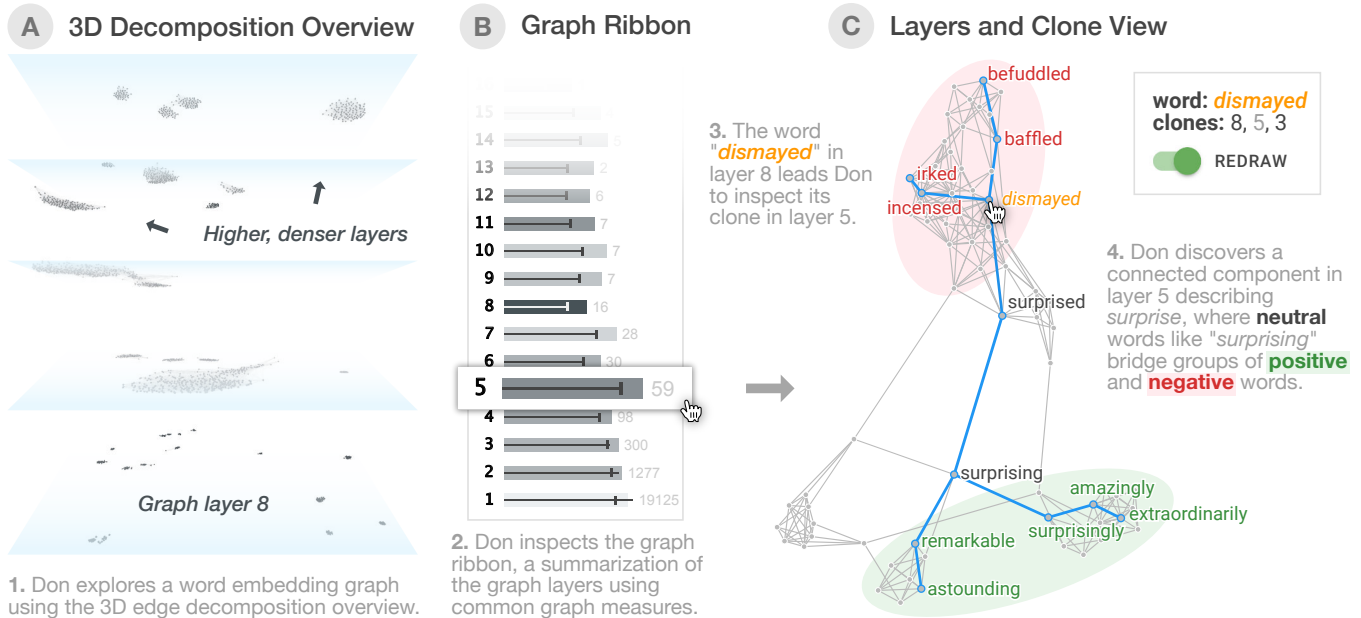 A 3D Decomposition Overview
Higher, denser layers
Graph layer 8
1. Don explores a word embedding graph
using the 3D edge decomposition overview.
B Graph Ribbon
15 4
14 5
13 2
12 6
11 7
10 7
9 7
8 16
7 28
6 30
5 59
4 98
3 300
2 1277
1 19125
2. Don inspects the graph
ribbon, a summarization of
the graph layers using
common graph measures.
C Layers and Clone View
3. The word
"dismayed" in
layer 8 leads Don
to inspect its
clone in layer 5.
befuddled
baffled
irked
incensed
dismayed
surprised
surprising
amazingly
extraordinarily
surprisingly
remarkable
astounding
word: dismayed
clones: 8, 5, 3
REDRAW
4. Don discovers a
connected component in
layer 5 describing
surprise, where neutral
words like "surprising"
bridge groups of positive
and negative words.